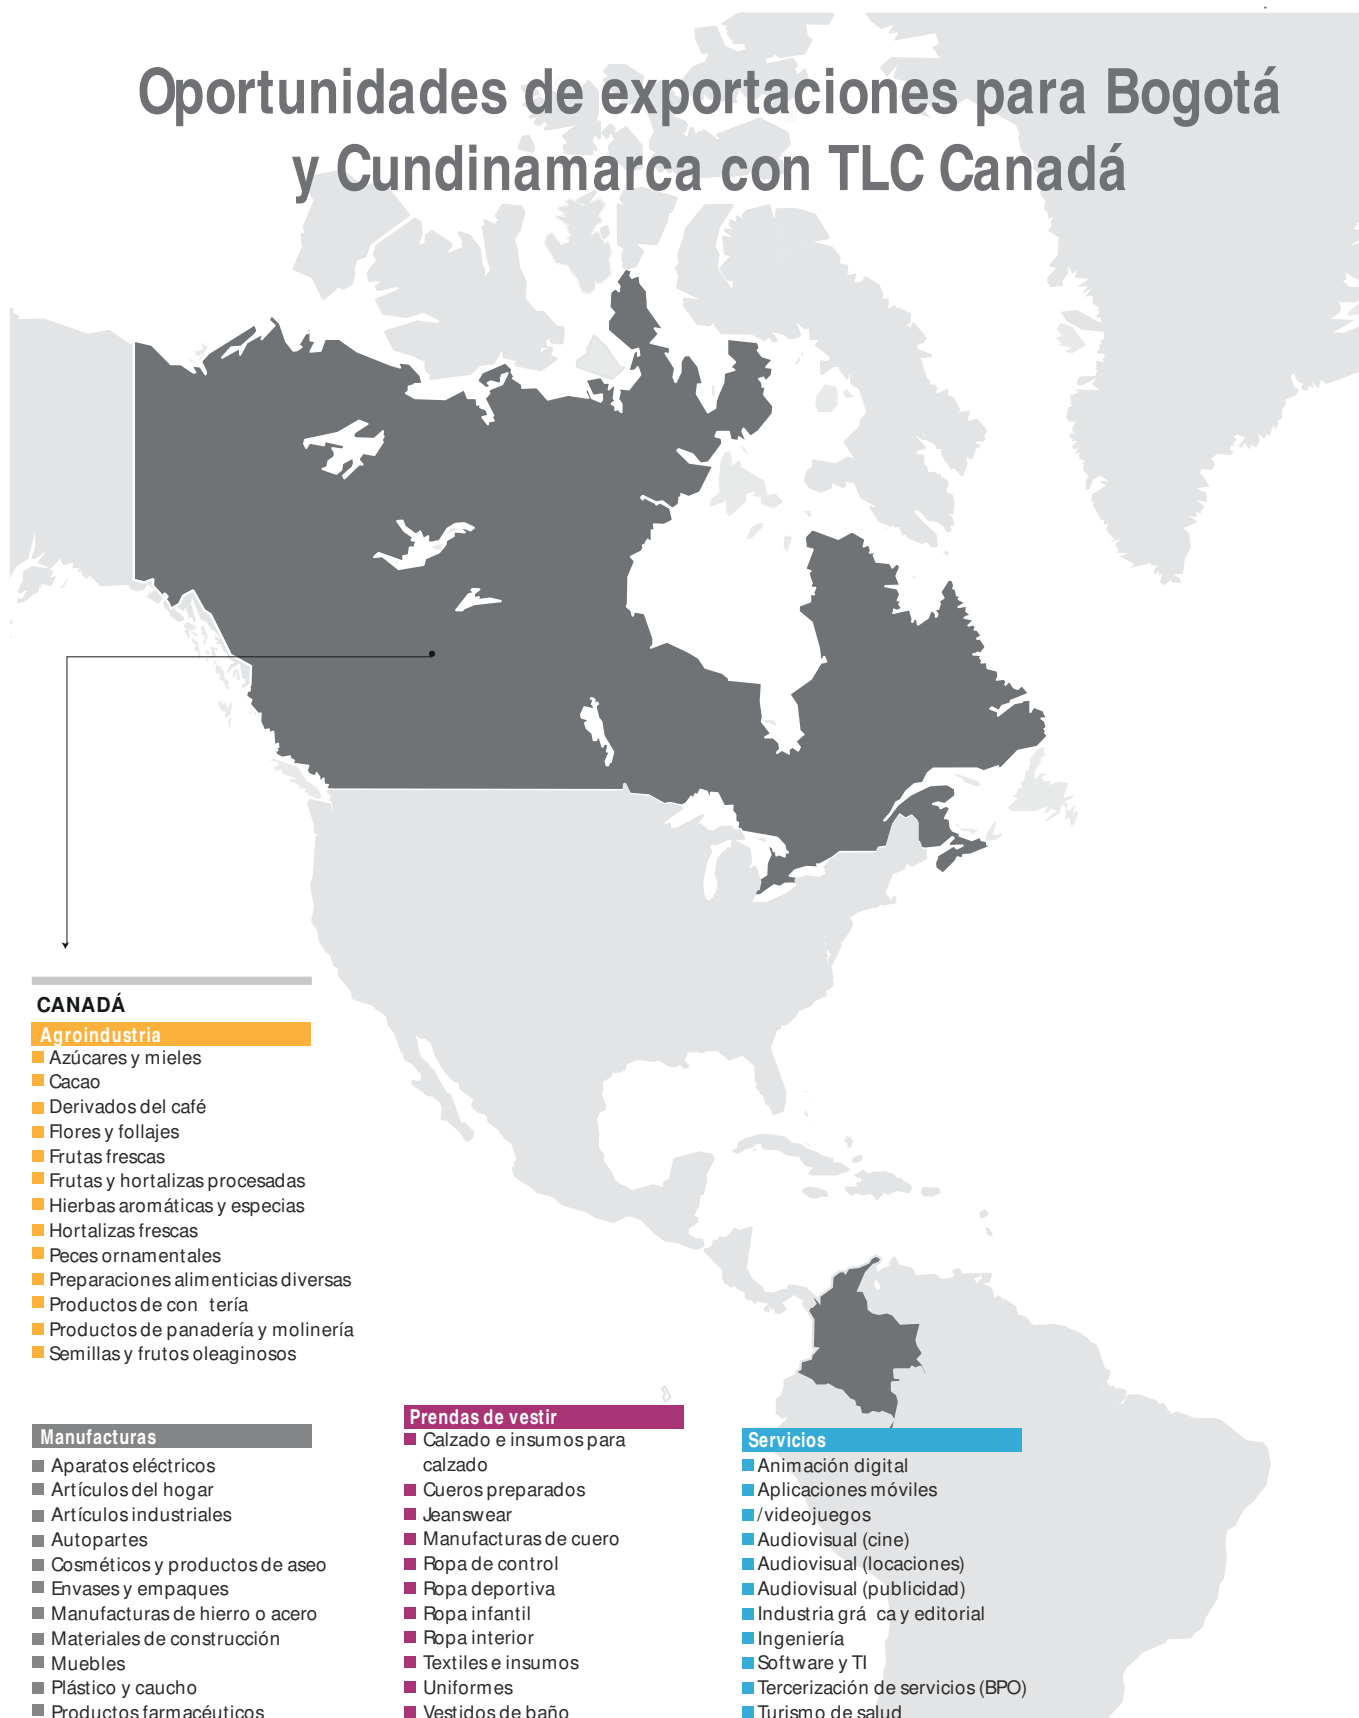 Oportunidades de exportaciones para Bogotá
y Cundinamarca con TLC Canadá
CANADÁ
Agroindustria
Azúcares y mieles
Cacao
Derivados del café
Flores y follajes
Frutas frescas
Frutas y hortalizas procesadas
Hierbas aromáticas y especias
Hortalizas frescas
Peces ornamentales
Preparaciones alimenticias diversas
Productos de con tería
Productos de panadería y molinería
Semillas y frutos oleaginosos
Manufacturas
Aparatos eléctricos
Artículos del hogar
Artículos industriales
Autopartes
Cosméticos y productos de aseo
Envases y empaques
Manufacturas de hierro o acero
Materiales de construcción
Muebles
Plástico y caucho
Productos farmacéuticos
Prendas de vestir
Calzado e insumos para
calzado
Cueros preparados
Jeanswear
Manufacturas de cuero
Ropa de control
Ropa deportiva
Ropa infantil
Ropa interior
Textiles e insumos
Uniformes
Vestidos de baño
Servicios
Animación digital
Aplicaciones móviles
/videojuegos
Audiovisual (cine)
Audiovisual (locaciones)
Audiovisual (publicidad)
Industria grá ca y editorial
Ingeniería
Software y TI
Tercerización de servicios (BPO)
Turismo de salud